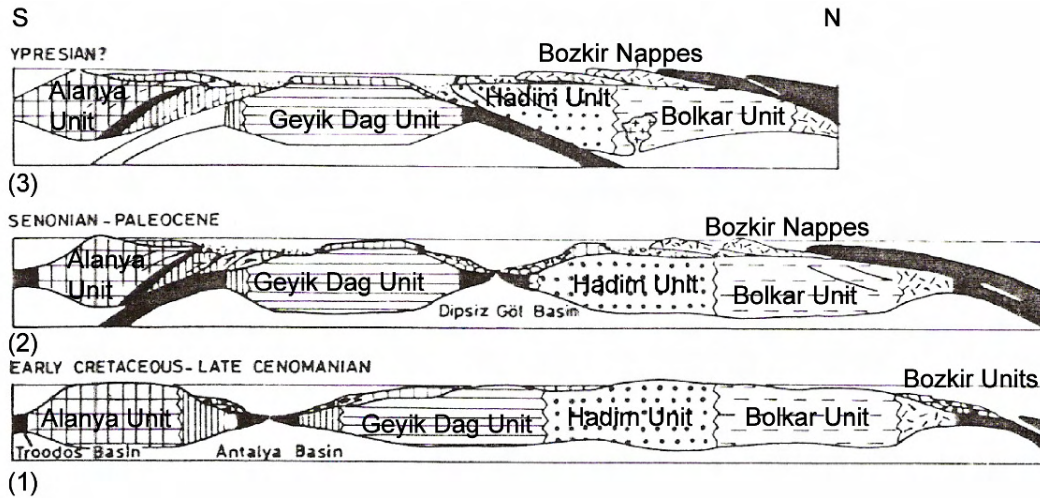 S N
YPRESIAN?
Bozkir Nappes
Alanya Unit
Geyik Dag Unit
Hadim Unit
Bolkar Unit
(3)
SENONIAN - PALEOCENE
Bozkir Nappes
Alanya Unit
Geyik Dag Unit
Hadim Unit
Bolkar Unit
Dipsiz Göl Basin
(2)
EARLY CRETACEOUS - LATE CENOMANIAN
Bozkir Units
Alanya Unit
Geyik Dag Unit
Hadim Unit
Bolkar Unit
Troodos Basin
Antalya Basin
(1)